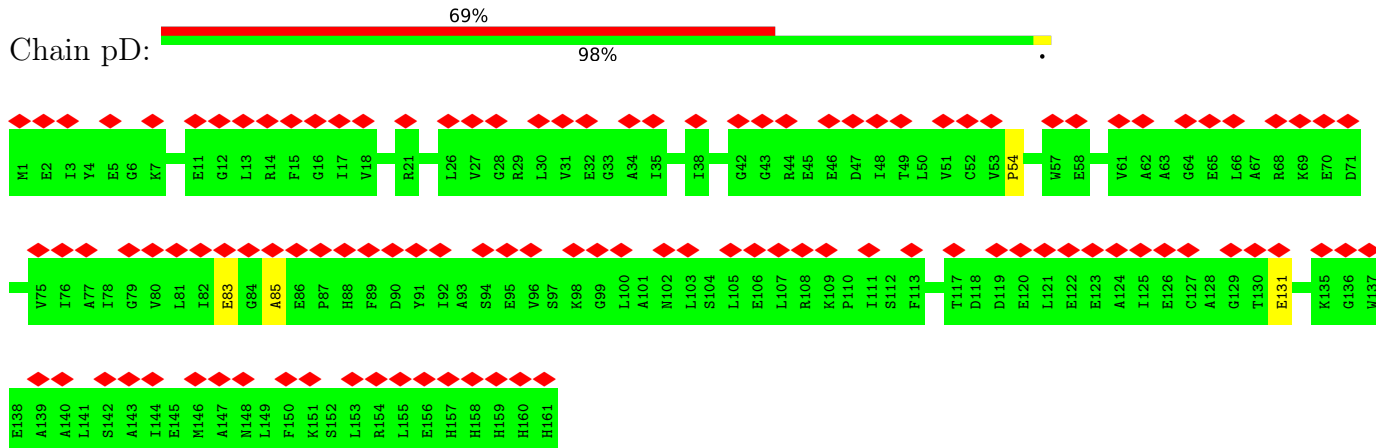 69%
Chain pD:
98%
.
M1 E2 I3 Y4 E5 G6 K7 E11 G12 L13 R14 F15 G16 I17 V18 R21 L26 V27 G28 R29 L30 V31 E32 G33 A34 I35 I38 G42 G43 R44 E45 E46 D47 I48 T49 L50 V51 C52 V53 P54 W57 E58 V61 A62 A63 G64 E65 L66 A67 R68 K69 E70 D71
V75 I76 A77 I78 G79 V80 L81 I82 E83 G84 A85 E86 P87 H88 F89 D90 Y91 I92 A93 S94 E95 V96 S97 K98 G99 L100 A101 N102 L103 S104 L105 E106 L107 R108 K109 P110 I111 S112 F113 T117 D118 D119 E120 L121 E122 E123 A124 I125 E126 C127 A128 G129 T130 E131 K135 G136 W137
E138 A139 A140 L141 S142 A143 I144 E145 M146 A147 N148 L149 F150 K151 S152 L153 R154 L155 E156 H157 H158 H159 H160 H161